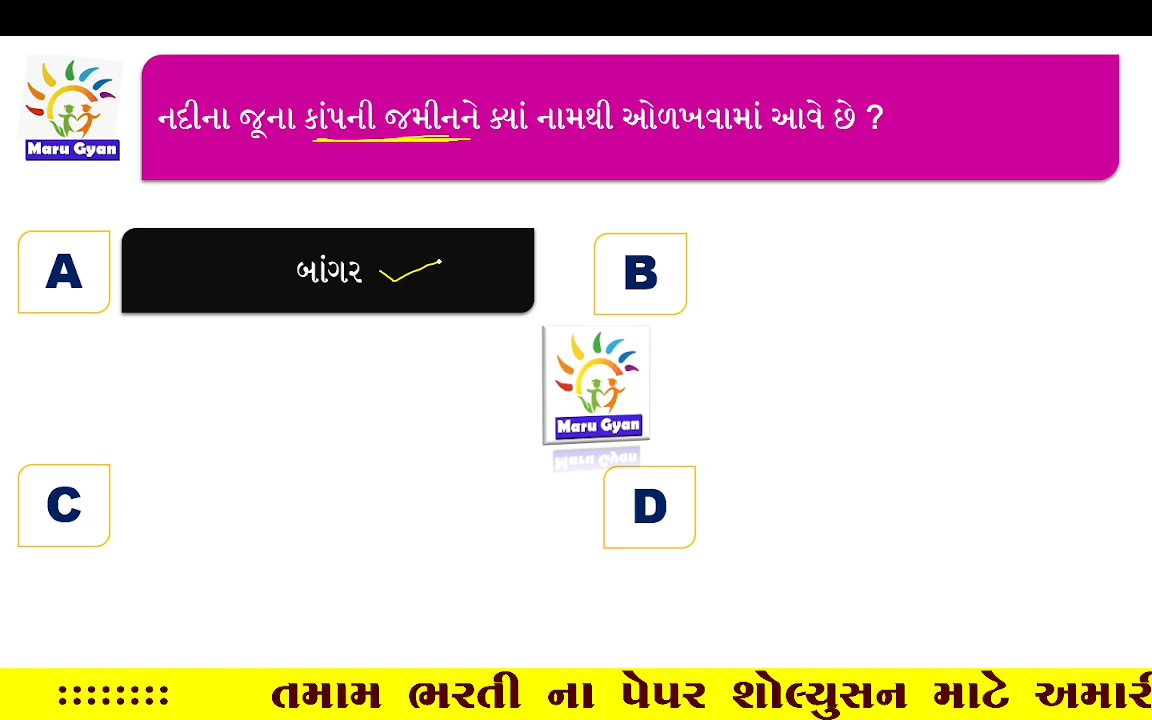 Maru Gyan
નદીના જૂના કાંપની જમીનને ક્યાં નામથી ઓળખવામાં આવે છે ?
A
બાંગર
B
Maru Gyan
C
D
:::::::: તમામ ભરતી ના પેપર શોલ્યુસન માટે અમારી